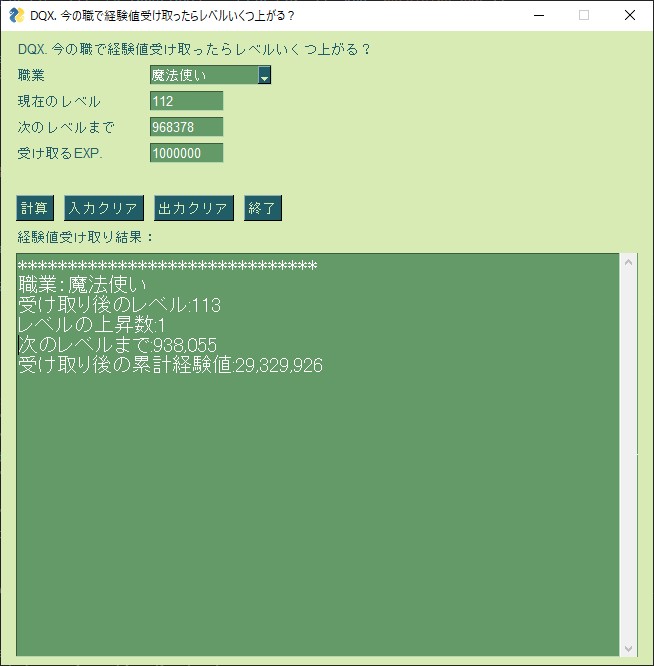 DQX. 今の職で経験値受け取ったらレベルいくつ上がる？
DQX. 今の職で経験値受け取ったらレベルいくつ上がる？
職業 魔法使い
現在のレベル 112
次のレベルまで 968378
受け取るEXP. 1000000
計算 入力クリア 出力クリア 終了
経験値受け取り結果：
******************************
職業：魔法使い
受け取り後のレベル:113
レベルの上昇数:1
次のレベルまで:938,055
受け取り後の累計経験値:29,329,926